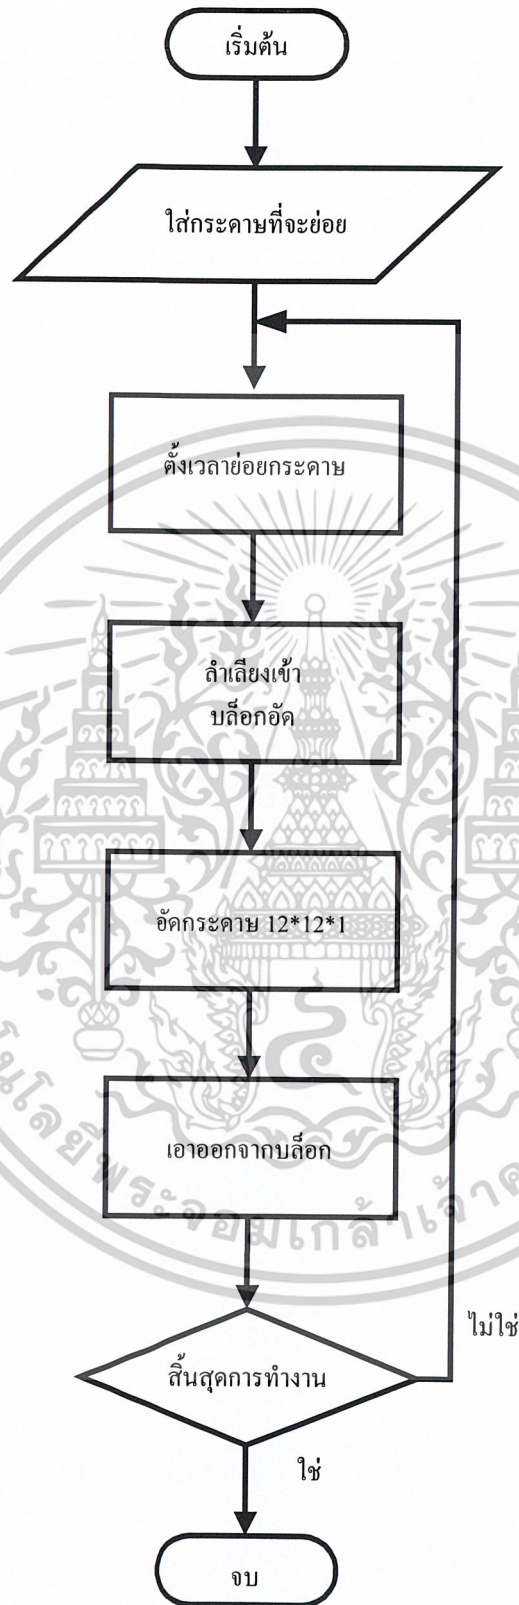 เริ่มต้น
ใส่กระดาษที่จะย่อย
ตั้งเวลาย่อยกระดาษ
ลำเลียงเข้า
บล็อกอัด
อัดกระดาษ 12*12*1
เอาออกจากบล็อก
สิ้นสุดการทำงาน
ไม่ใช่
ใช่
จบ